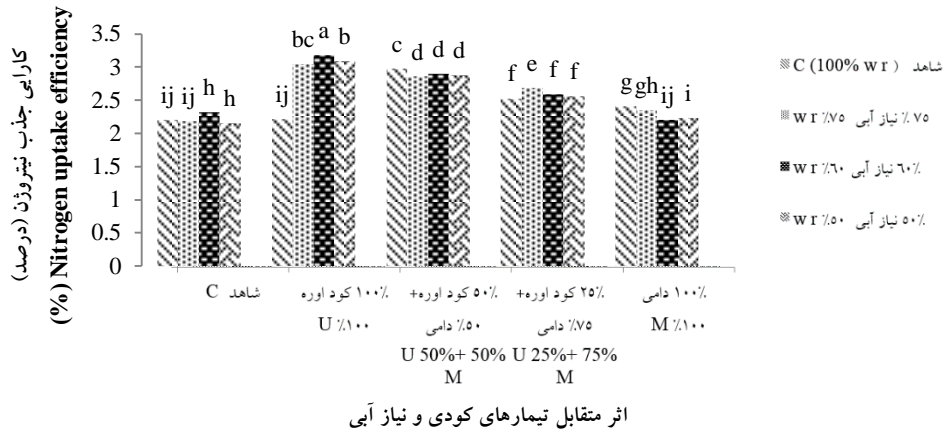 کارایی جذب نیتروژن (درصد)
(%) Nitrogen uptake efficiency
3.5
3
2.5
2
1.5
1
0.5
0
ij ij h h
ij bc a b
c d d d
f e f f
g gh ij i
شاهد C
۱۰۰٪ کود اوره
U ٪۱۰۰
۵۰٪ کود اوره+
۵۰٪ دامی
U 50%+ 50%
M
۲۵٪ کود اوره+
۷۵٪ دامی
U 25%+ 75%
M
۱۰۰٪ دامی
M ٪۱۰۰
اثر متقابل تیمارهای کودی و نیاز آبی
شاهد C (100% w r )
۷۵ ٪ نیاز آبی ۷۵٪ w r
۶۰٪ نیاز آبی ۶۰٪ w r
۵۰٪ نیاز آبی ۵۰٪ w r